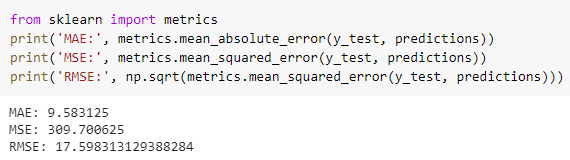 from sklearn import metrics
print('MAE:', metrics.mean_absolute_error(y_test, predictions))
print('MSE:', metrics.mean_squared_error(y_test, predictions))
print('RMSE:', np.sqrt(metrics.mean_squared_error(y_test, predictions)))
MAE: 9.583125
MSE: 309.700625
RMSE: 17.598313129388284